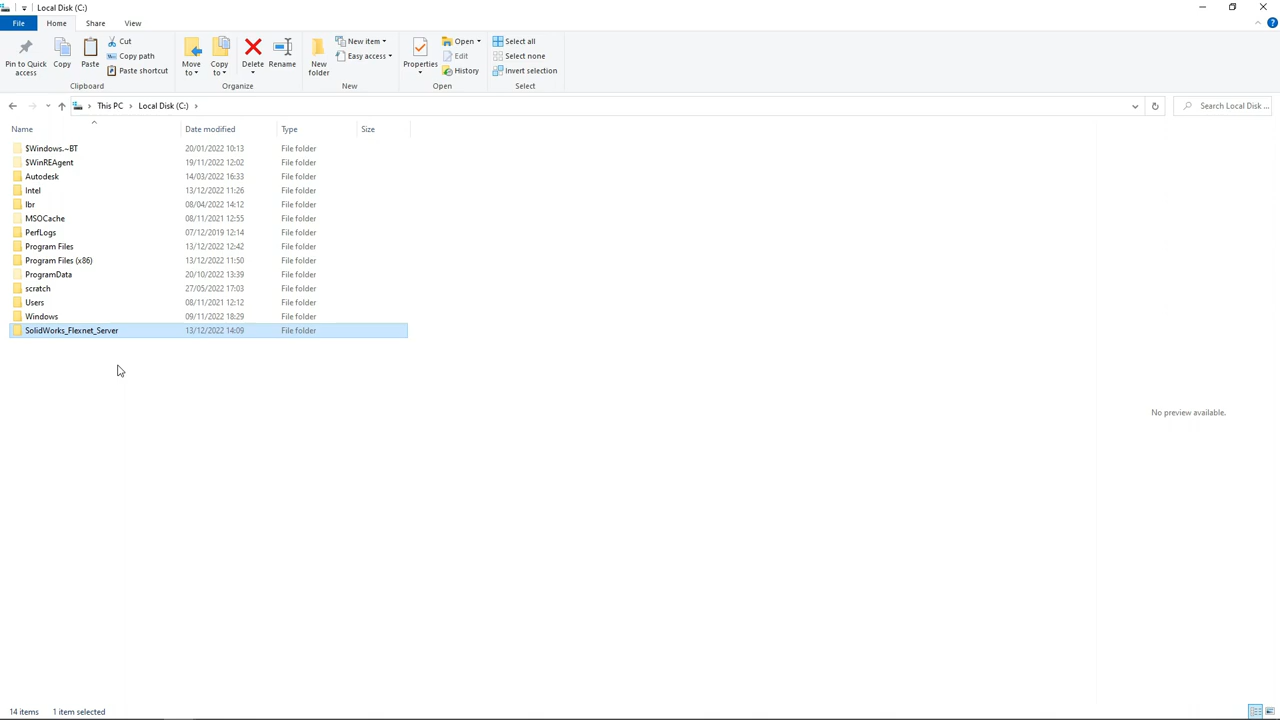 Local Disk (C:)
File Home Share View
Pin to Quick access
Copy
Paste
Cut
Copy path
Paste shortcut
Clipboard
Move to
Copy to
Delete
Rename
Organize
New folder
New item
Easy access
New
Properties
Open
Edit
History
Open
Select all
Select none
Invert selection
Select
This PC Local Disk (C:)
Search Local Disk ...
Name Date modified Type Size
$Windows.~BT 20/01/2022 10:13 File folder
$WinREAgent 19/11/2022 12:02 File folder
Autodesk 14/03/2022 16:33 File folder
Intel 13/12/2022 11:26 File folder
lbr 08/04/2022 14:12 File folder
MSOCache 08/11/2021 12:55 File folder
PerfLogs 07/12/2019 12:14 File folder
Program Files 13/12/2022 12:42 File folder
Program Files (x86) 13/12/2022 11:50 File folder
ProgramData 20/10/2022 13:39 File folder
scratch 27/05/2022 17:03 File folder
Users 08/11/2021 12:12 File folder
Windows 09/11/2022 18:29 File folder
SolidWorks_Flexnet_Server 13/12/2022 14:09 File folder
No preview available.
14 items 1 item selected